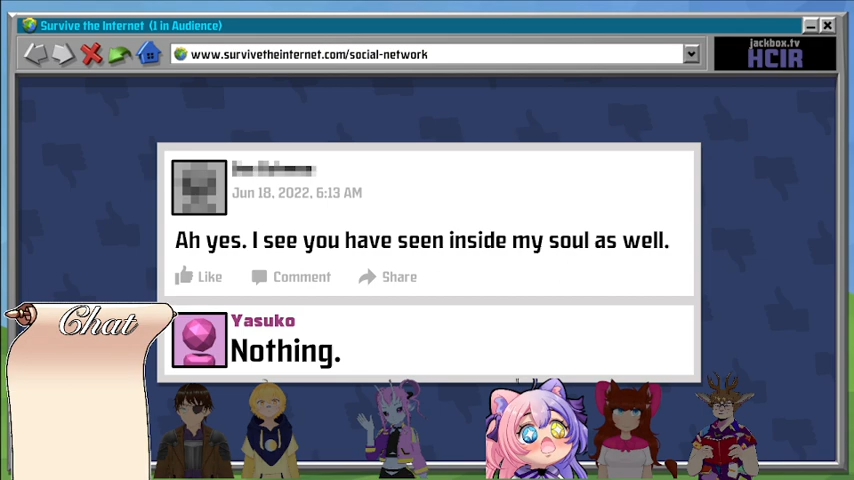 Survive the Internet (1 in Audience)
www.survivetheinternet.com/social-network
jackbox.tv
HCIR
Jun 18, 2022, 6:13 AM
Ah yes. I see you have seen inside my soul as well.
Like Comment Share
Chat
Yasuko
Nothing.